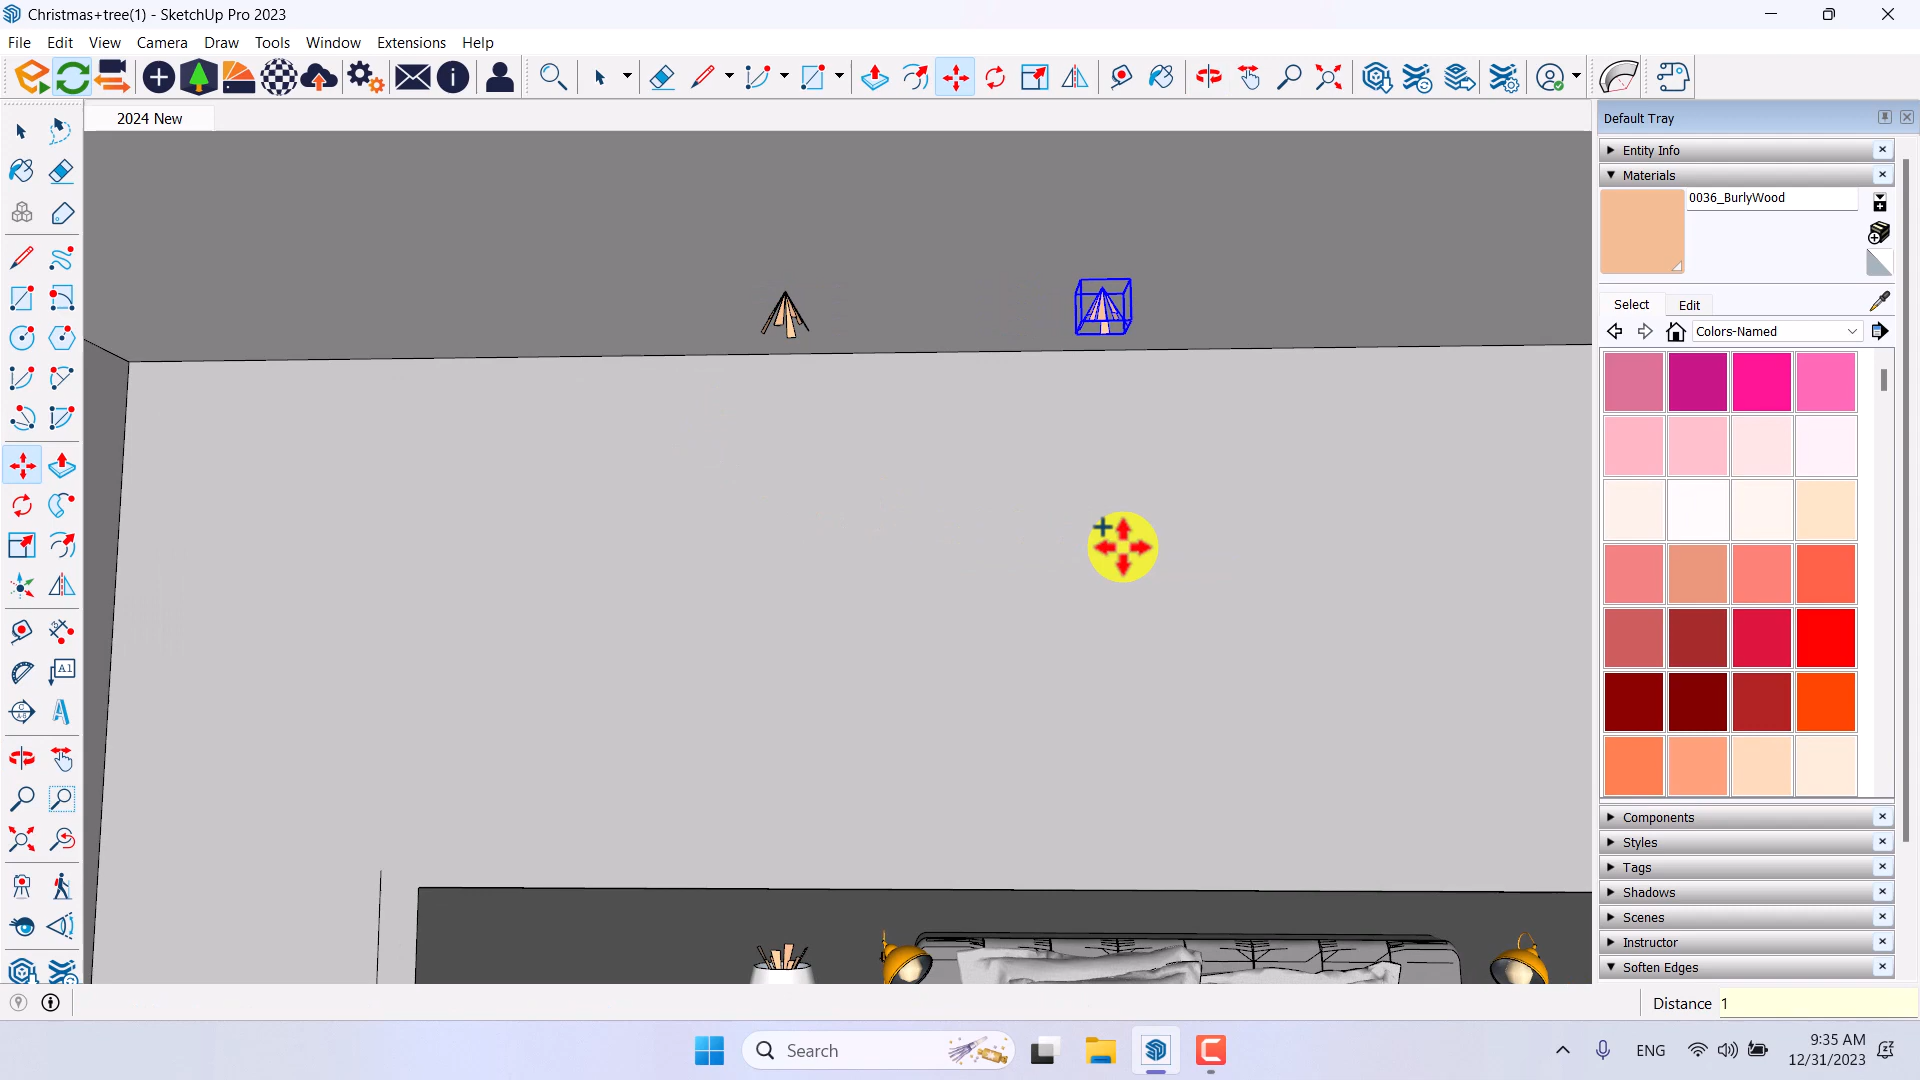 Christmas+tree(1) - SketchUp Pro 2023
File Edit View Camera Draw Tools Window Extensions Help
2024 New
Default Tray
Entity Info
Materials
0036_BurlyWood
Select Edit
Colors-Named
Components
Styles
Tags
Shadows
Scenes
Instructor
Soften Edges
Distance 1
Search
ENG
9:35 AM
12/31/2023